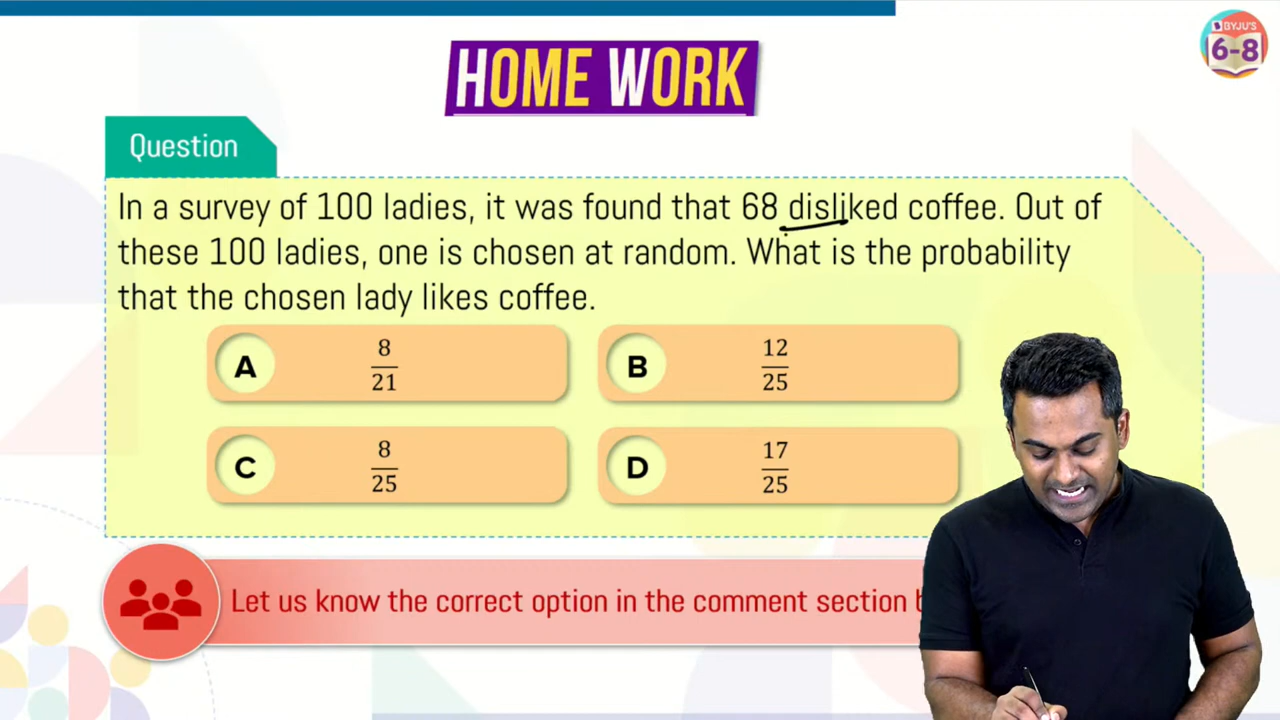 BYJU'S
6-8
HOME WORK
Question
In a survey of 100 ladies, it was found that 68 disliked coffee. Out of
these 100 ladies, one is chosen at random. What is the probability
that the chosen lady likes coffee.
A 8/21
B 12/25
C 8/25
D 17/25
Let us know the correct option in the comment section